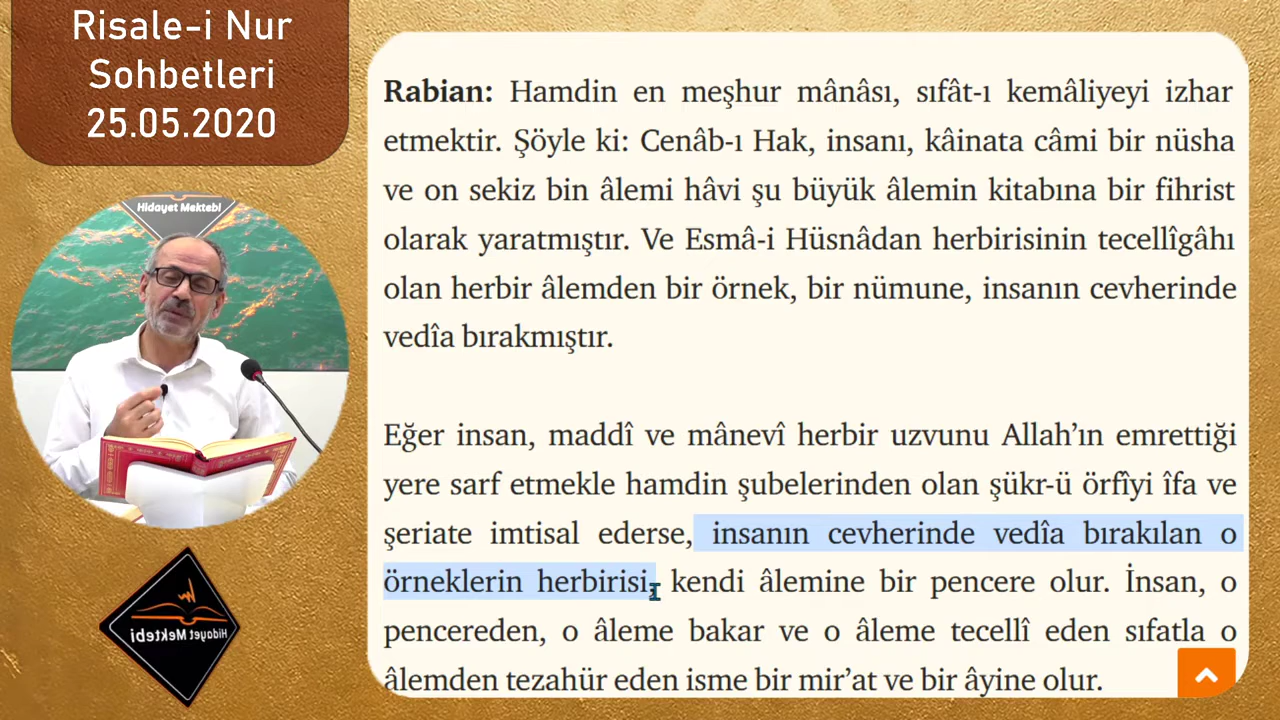 Risale-i Nur
Sohbetleri
25.05.2020
Hidayet Mektebi
Hidayet Mektebi
Rabian: Hamdin en meşhur mânâsı, sıfât-ı kemâliyeyi izhar
etmektir. Şöyle ki: Cenâb-ı Hak, insanı, kâinata câmi bir nüsha
ve on sekiz bin âlemi hâvi şu büyük âlemin kitabına bir fihrist
olarak yaratmıştır. Ve Esmâ-i Hüsnâdan herbirisinin tecellîgâhı
olan herbir âlemden bir örnek, bir nümune, insanın cevherinde
vedîa bırakmıştır.
Eğer insan, maddî ve mânevî herbir uzvunu Allah’ın emrettiği
yere sarf etmekle hamdin şubelerinden olan şükr-ü örfîyi îfa ve
şeriate imtisal ederse, insanın cevherinde vedîa bırakılan o
örneklerin herbirisi, kendi âlemine bir pencere olur. İnsan, o
pencereden, o âleme bakar ve o âleme tecellî eden sıfatla o
âlemden tezahür eden isme bir mir’at ve bir âyine olur.